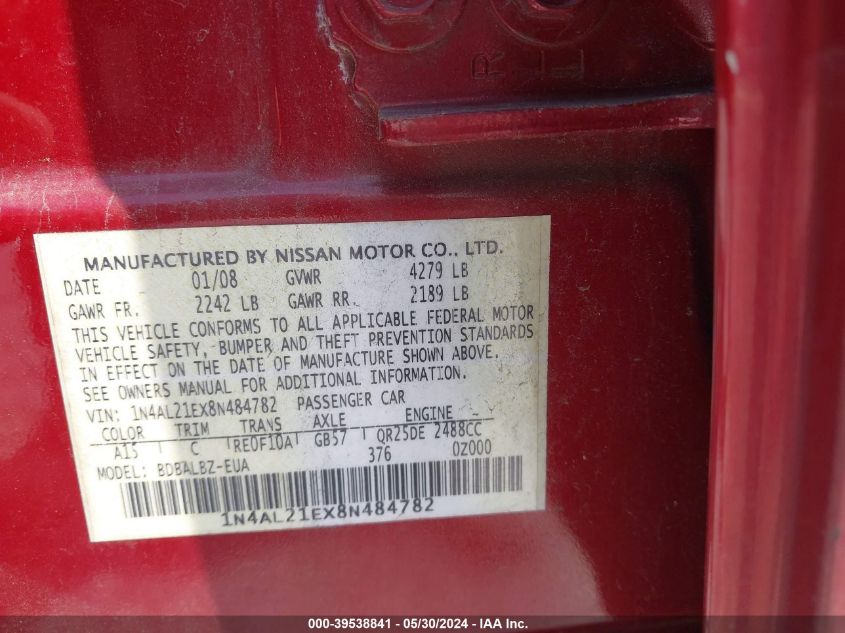 R
MANUFACTURED BY NISSAN MOTOR CO., LTD.
DATE 01/08 GVWR 4279 LB
GAWR FR. 2242 LB GAWR RR. 2189 LB
THIS VEHICLE CONFORMS TO ALL APPLICABLE FEDERAL MOTOR
VEHICLE SAFETY, BUMPER AND THEFT PREVENTION STANDARDS
IN EFFECT ON THE DATE OF MANUFACTURE SHOWN ABOVE.
SEE OWNERS MANUAL FOR ADDITIONAL INFORMATION.
VIN: 1N4AL21EX8N484782 PASSENGER CAR
COLOR TRIM TRANS AXLE ENGINE
A15 C RE0F10A GB57 QR25DE 2488CC
MODEL: BDBALBZ-EUA 376 0Z000
1N4AL21EX8N484782
000-39538841 - 05/30/2024 - IAA Inc.